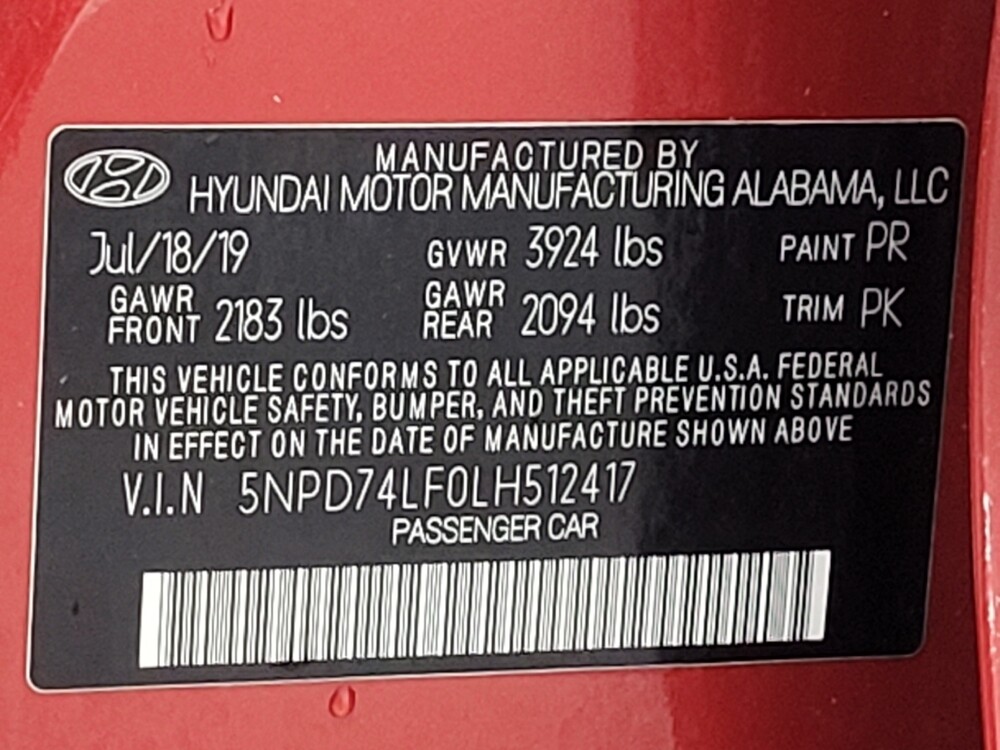 MANUFACTURED BY
HYUNDAI MOTOR MANUFACTURING ALABAMA, LLC
Jul/18/19 GVWR 3924 lbs PAINT PR
GAWR FRONT 2183 lbs GAWR REAR 2094 lbs TRIM PK
THIS VEHICLE CONFORMS TO ALL APPLICABLE U.S.A. FEDERAL
MOTOR VEHICLE SAFETY, BUMPER, AND THEFT PREVENTION STANDARDS
IN EFFECT ON THE DATE OF MANUFACTURE SHOWN ABOVE
V.I.N 5NPD74LF0LH512417
PASSENGER CAR